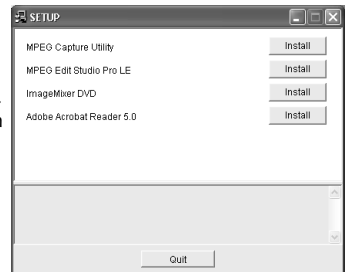 SETUP
MPEG Capture Utility Install
MPEG Edit Studio Pro LE Install
ImageMixer DVD Install
Adobe Acrobat Reader 5.0 Install
Quit